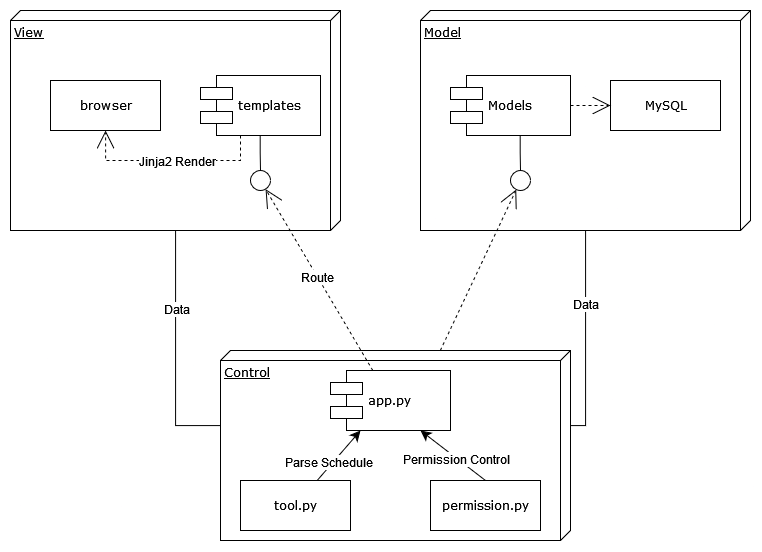 View
Model
browser
templates
Models
MySQL
Jinja2 Render
Route
Data
Data
Control
app.py
Parse Schedule
Permission Control
tool.py
permission.py